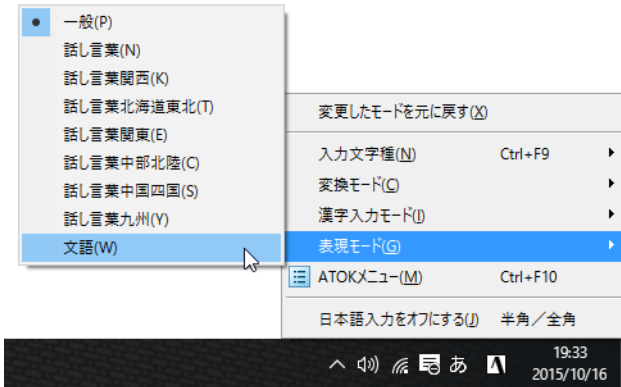 一般(P)
話し言葉(N)
話し言葉関西(K)
話し言葉北海道東北(T)
話し言葉関東(E)
話し言葉中部北陸(C)
話し言葉中国四国(S)
話し言葉九州(Y)
文語(W)
変更したモードを元に戻す(X)
入力文字種(N) Ctrl+F9
変換モード(C)
漢字入力モード(I)
表現モード(G)
ATOKメニュー(M) Ctrl+F10
日本語入力をオフにする(J) 半角/全角
あ 19:33
2015/10/16